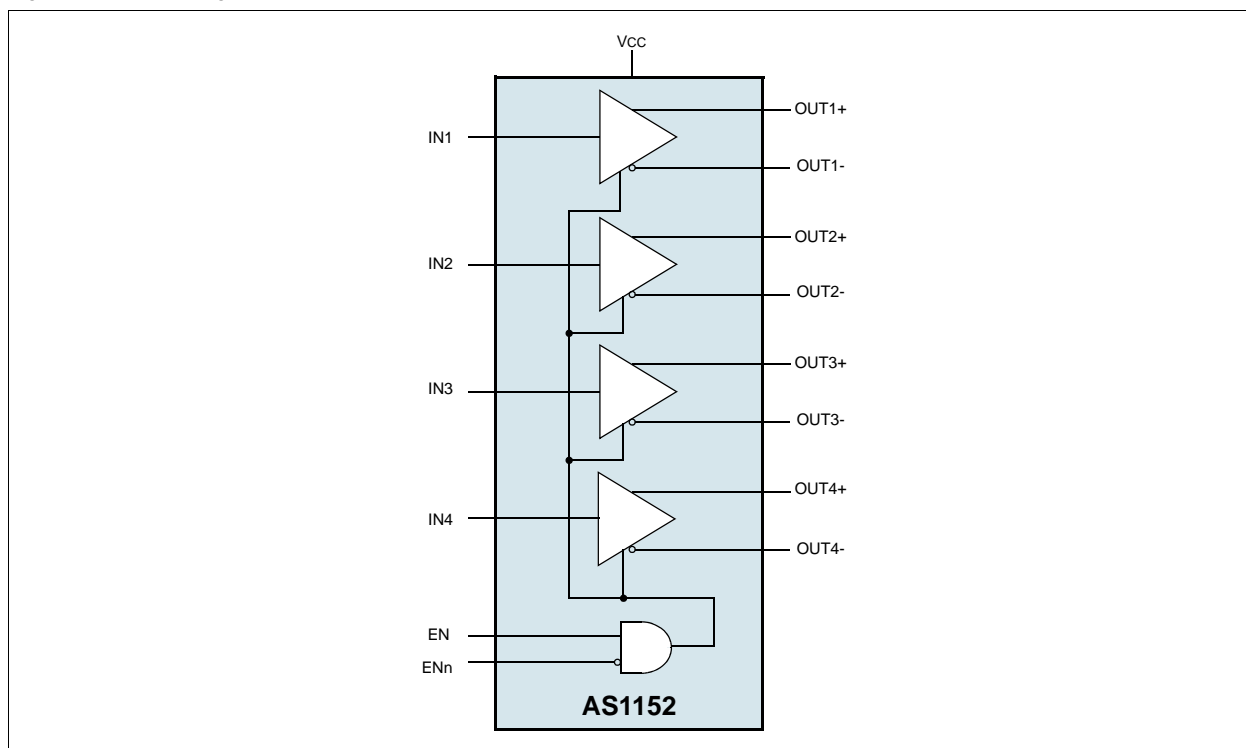 Vcc
OUT1+
IN1
OUT1-
OUT2+
IN2
OUT2-
OUT3+
IN3
OUT3-
OUT4+
IN4
OUT4-
EN
ENn
AS1152